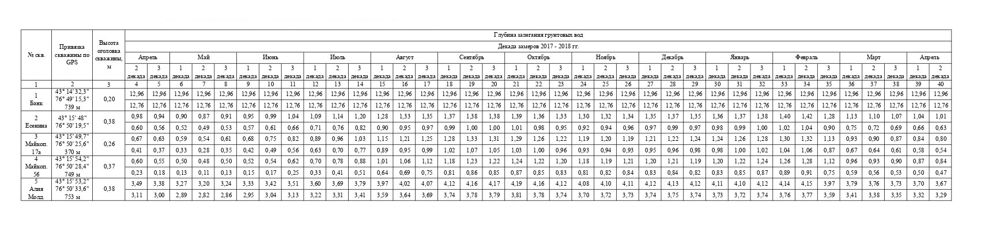 Глубина залегания грунтовых вод
Декада замеров 2017 - 2018 гг.
№ скв. Привязка скважины по GPS Высота оголовка скважины, м
Апрель Май Июнь Июль Август Сентябрь Октябрь Ноябрь Декабрь Январь Февраль Март Апрель
2 декада 3 декада 1 декада 2 декада 3 декада 1 декада 2 декада 3 декада 1 декада 2 декада 3 декада 1 декада 2 декада 3 декада 1 декада 2 декада 3 декада 1 декада 2 декада 3 декада 1 декада 2 декада 3 декада 1 декада 2 декада 3 декада 1 декада 2 декада 3 декада 1 декада 2 декада 3 декада 1 декада 2 декада 3 декада 1 декада 2 декада
1 2 3 4 5 6 7 8 9 10 11 12 13 14 15 16 17 18 19 20 21 22 23 24 25 26 27 28 29 30 31 32 33 34 35 36 37 38 39 40
1 Банк 43° 14' 32,3" 76° 49' 15,3" 739 м 0,20
12,96 12,96 12,96 12,96 12,96 12,96 12,96 12,96 12,96 12,96 12,96 12,96 12,96 12,96 12,96 12,96 12,96 12,96 12,96 12,96 12,96 12,96 12,96 12,96 12,96 12,96 12,96 12,96 12,96 12,96 12,96 12,96 12,96 12,96 12,96 12,96 12,96
12,76 12,76 12,76 12,76 12,76 12,76 12,76 12,76 12,76 12,76 12,76 12,76 12,76 12,76 12,76 12,76 12,76 12,76 12,76 12,76 12,76 12,76 12,76 12,76 12,76 12,76 12,76 12,76 12,76 12,76 12,76 12,76 12,76 12,76 12,76 12,76 12,76
2 Есенина 43° 15' 48" 76° 50' 19,5" 0,38
0,98 0,94 0,90 0,87 0,91 0,95 0,99 1,04 1,09 1,14 1,20 1,28 1,33 1,35 1,37 1,38 1,38 1,39 1,36 1,33 1,30 1,32 1,34 1,35 1,37 1,35 1,36 1,37 1,38 1,40 1,42 1,28 1,13 1,10 1,07 1,04 1,01
0,60 0,56 0,52 0,49 0,53 0,57 0,61 0,66 0,71 0,76 0,82 0,90 0,95 0,97 0,99 1,00 1,00 1,01 0,98 0,95 0,92 0,94 0,96 0,97 0,99 0,97 0,98 0,99 1,00 1,02 1,04 0,90 0,75 0,72 0,69 0,66 0,63
3 Майкоп. 17а 43° 15' 49,7" 76° 50' 25,6" 370 м 0,26
0,67 0,63 0,59 0,54 0,61 0,68 0,75 0,82 0,89 0,96 1,03 1,15 1,21 1,25 1,28 1,33 1,31 1,29 1,26 1,22 1,19 1,20 1,19 1,21 1,22 1,24 1,24 1,26 1,28 1,30 1,32 1,13 0,93 0,90 0,87 0,84 0,80
0,41 0,37 0,33 0,28 0,35 0,42 0,49 0,56 0,63 0,70 0,77 0,89 0,95 0,99 1,02 1,07 1,05 1,03 1,00 0,96 0,93 0,94 0,93 0,95 0,96 0,98 0,98 1,00 1,02 1,04 1,06 0,87 0,67 0,64 0,61 0,58 0,54
4 Майкоп. 56 43° 15' 54,2" 76° 50' 28,4" 749 м 0,37
0,60 0,55 0,50 0,48 0,50 0,52 0,54 0,62 0,70 0,78 0,88 1,01 1,06 1,12 1,18 1,23 1,22 1,24 1,22 1,20 1,18 1,19 1,21 1,20 1,21 1,19 1,20 1,22 1,24 1,26 1,28 1,12 0,96 0,93 0,90 0,87 0,84
0,23 0,18 0,13 0,11 0,13 0,15 0,17 0,25 0,33 0,41 0,51 0,64 0,69 0,75 0,81 0,86 0,85 0,87 0,85 0,83 0,81 0,82 0,84 0,83 0,84 0,82 0,83 0,85 0,87 0,89 0,91 0,75 0,59 0,56 0,53 0,50 0,47
5 Алия Молд. 43° 15' 53,2" 76° 50' 33,6" 753 м 0,38
3,49 3,38 3,27 3,20 3,24 3,33 3,42 3,51 3,60 3,69 3,79 3,97 4,02 4,07 4,12 4,16 4,17 4,19 4,16 4,12 4,08 4,10 4,11 4,12 4,13 4,12 4,11 4,10 4,12 4,14 4,15 3,97 3,79 3,76 3,73 3,70 3,67
3,11 3,00 2,89 2,82 2,86 2,95 3,04 3,13 3,22 3,31 3,41 3,59 3,64 3,69 3,74 3,78 3,79 3,81 3,78 3,74 3,70 3,72 3,73 3,74 3,75 3,74 3,73 3,72 3,74 3,76 3,77 3,59 3,41 3,38 3,35 3,32 3,29